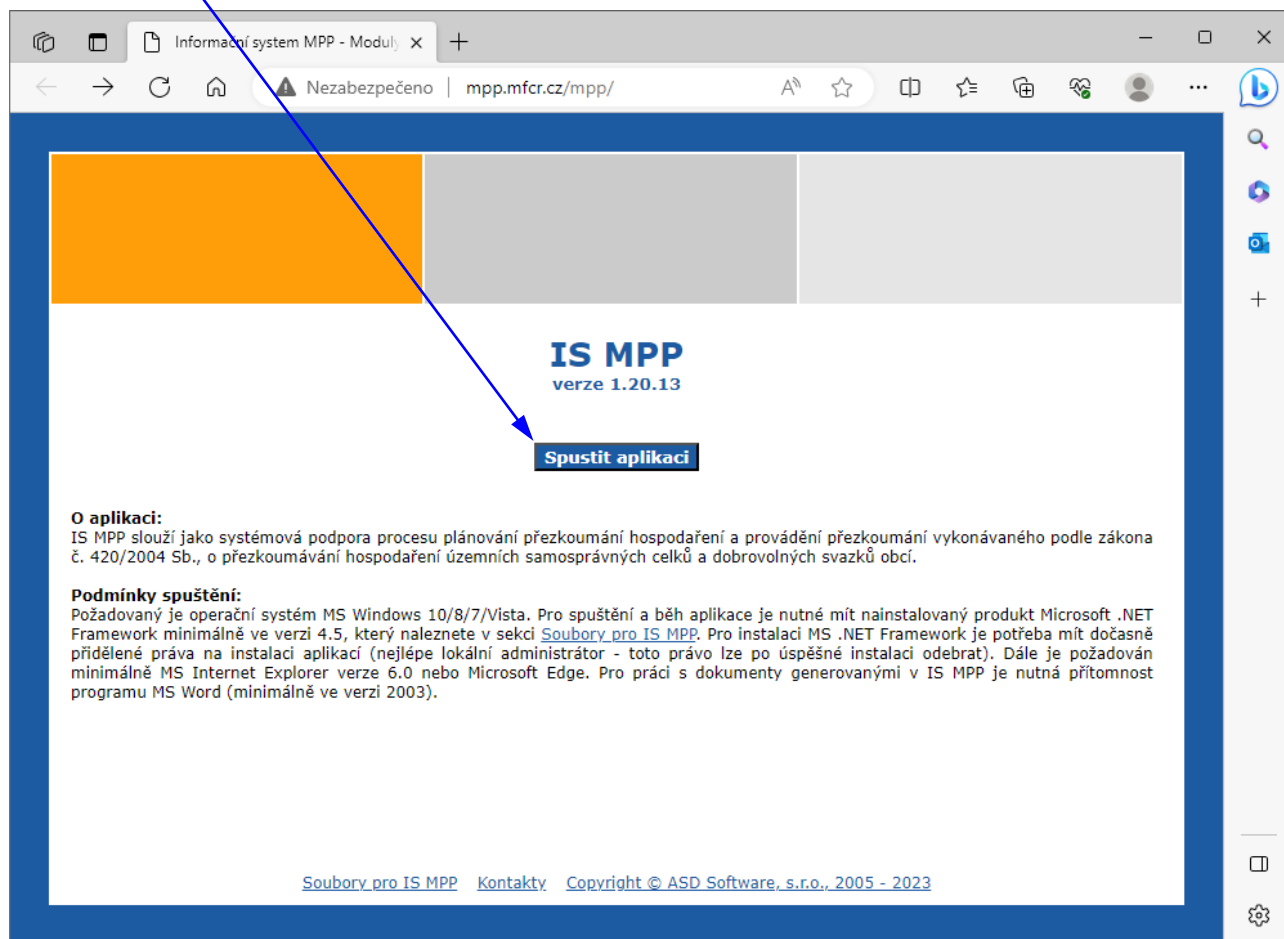 Informační system MPP - Moduly
Nezabezpečeno | mpp.mfcr.cz/mpp/
IS MPP
verze 1.20.13
Spustit aplikaci
O aplikaci:
IS MPP slouží jako systémová podpora procesu plánování přezkoumání hospodaření a provádění přezkoumání vykonávaného podle zákona
č. 420/2004 Sb., o přezkoumávání hospodaření územních samosprávných celků a dobrovolných svazků obcí.
Podmínky spuštění:
Požadovaný je operační systém MS Windows 10/8/7/Vista. Pro spuštění a běh aplikace je nutné mít nainstalovaný produkt Microsoft .NET
Framework minimálně ve verzi 4.5, který naleznete v sekci Soubory pro IS MPP. Pro instalaci MS .NET Framework je potřeba mít dočasně
přidělené práva na instalaci aplikací (nejlépe lokální administrátor - toto právo lze po úspěšné instalaci odebrat). Dále je požadován
minimálně MS Internet Explorer verze 6.0 nebo Microsoft Edge. Pro práci s dokumenty generovanými v IS MPP je nutná přítomnost
programu MS Word (minimálně ve verzi 2003).
Soubory pro IS MPP Kontakty Copyright © ASD Software, s.r.o., 2005 - 2023